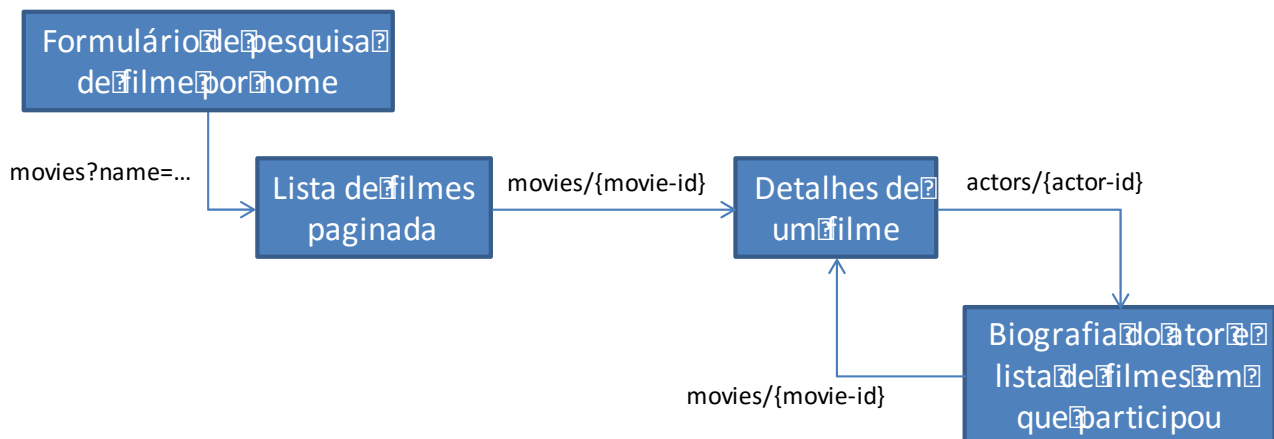 Formulário de pesquisa
de filme por nome
movies?name=...
Lista de filmes
paginada
movies/{movie-id}
Detalhes de
um filme
actors/{actor-id}
Biografia do ator e
lista de filmes em
que participou
movies/{movie-id}